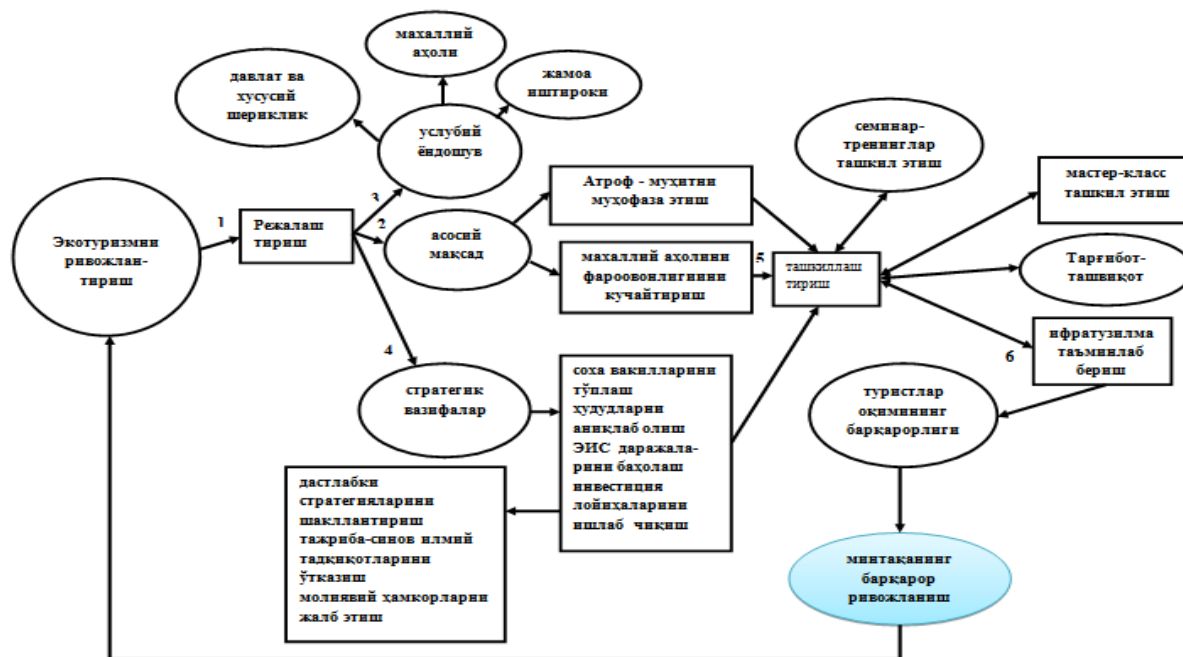 махаллий
аҳоли
давлат ва
хусусий
шериклик
жамоа
иштироки
услубий
ёндошув
семинар-
тренинглар
ташкил этиш
мастер-класс
ташкил этиш
Атроф - муҳитни
муҳофаза этиш
3
1
Режалаш
тириш
2
асосий
мақсад
Экотуризмни
ривожлан-
тириш
махаллий аҳолини
фароовонлигиини
кучайтириш
5
ташкиллаш
тириш
Тарғибот-
ташвиқот
4
6
ифратузилма
таъминлаб
бериш
стратегик
вазифалар
соха вакилларини
тўплаш
ҳудудларни
аниқлаб олиш
ЭИС даражала-
рини баҳолаш
инвестиция
лойиҳаларини
ишлаб чиқиш
туристлар
оқимининг
барқарорлиги
дастлабки
стратегияларини
шакллантириш
тажриба-синов илмий
тадқиқотларини
ўтказиш
молиявий ҳамкорларни
жалб этиш
минтақанинг
барқарор
ривожланиш